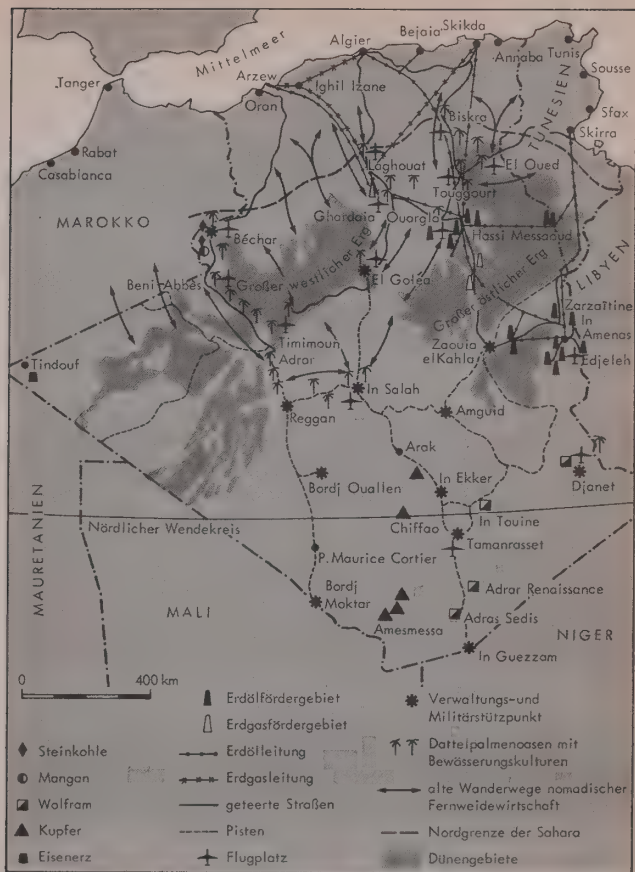 Mittelmeer
Skikda
Bejaia
Algier
Annaba
Tunis
Tanger
Arzew
Ighil Izane
Oran
Sousse
Biskra
TUNESIEN
Sfax
Skirra
Rabat
Casabianca
Laghouat
El Oued
Touggourt
MAROKKO
Ghardaia
Ouargla
Béchar
Hassi Messaoud
Großer westlicher Erg
El Golea
Großer östlicher Erg
LIBYEN
Beni-Abbès
Zarzaïtine
In
Amenas
Timimoun
Zaouia
el Kahla
Edjeleh
Tindouf
Adrar
In Salah
Reggan
Amguid
Arak
Bordj Ouallen
In Ekker
Djanet
MAURETANIEN
Nördlicher Wendekreis
Chiffao
In Touine
Tamanrasset
P. Maurice Cortier
Bordj
Moktar
Adrar Renaissance
MALI
Amesmessa
Adras Sedis
NIGER
In Guezzam
0 400 km
Erdölfördergebiet
Erdgasfördergebiet
Verwaltungs-und
Militärstützpunkt
Steinkohle
Erdölleitung
Dattelpalmenoasen mit
Bewässerungskulturen
Mangan
Erdgasleitung
Wolfram
geteerte Straßen
alte Wanderwege nomadischer
Fernweidewirtschaft
Kupfer
Pisten
Nordgrenze der Sahara
Eisenerz
Flugplatz
Dünengebiete